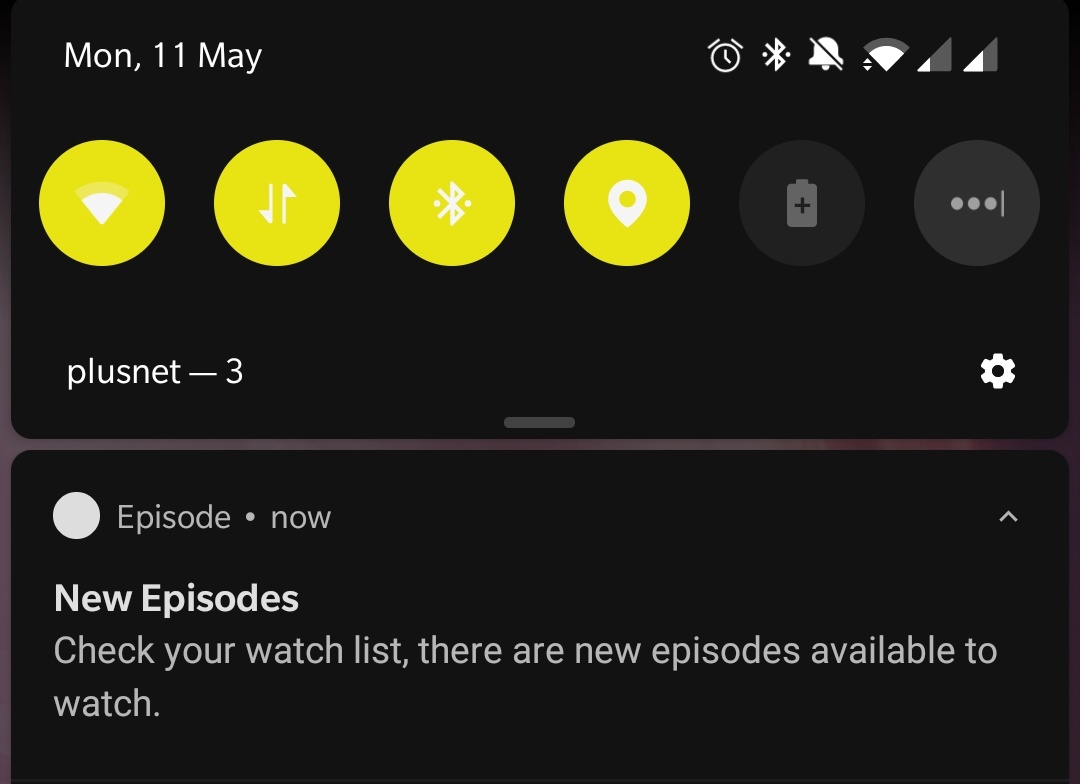 Mon, 11 May
plusnet — 3
Episode • now
New Episodes
Check your watch list, there are new episodes available to
watch.